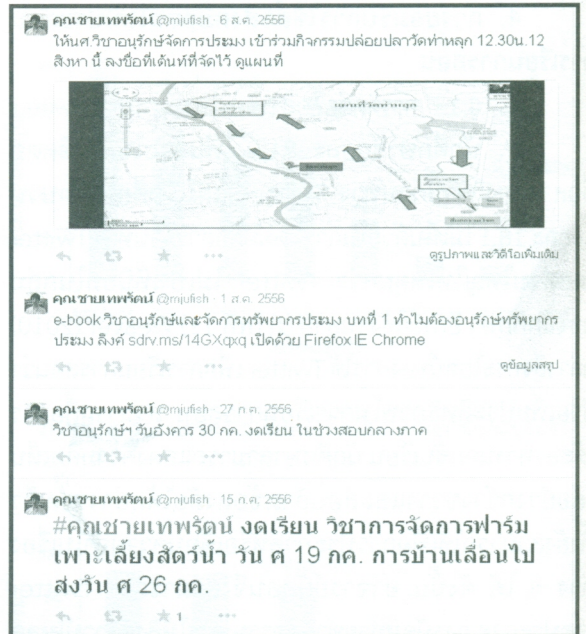 คุณชายเทพรัตน์ @mjufish · 6 ส.ค. 2556
ให้นศ.วิชาอนุรักษ์จัดการประมง เข้าร่วมกิจกรรมปล่อยปลาวัดท่าหลุก 12.30น.12
สิงหา นี้ ลงชื่อที่เต้นท์ที่จัดไว้ ดูแผนที่
แผนที่วัดท่าหลุก
ดูรูปภาพและวิดีโอเพิ่มเติม
คุณชายเทพรัตน์ @mjufish · 1 ส.ค. 2556
e-book วิชาอนุรักษ์และจัดการทรัพยากรประมง บทที่ 1 ทำไมต้องอนุรักษ์ทรัพยากร
ประมง ลิงค์ sdrv.ms/14GXqxq เปิดด้วย Firefox IE Chrome
ดูข้อมูลสรุป
คุณชายเทพรัตน์ @mjufish · 27 ก.ค. 2556
วิชาอนุรักษ์ฯ วันอังคาร 30 กค. งดเรียน ในช่วงสอบกลางภาค
คุณชายเทพรัตน์ @mjufish · 15 ก.ค. 2556
#คุณชายเทพรัตน์ งดเรียน วิชาการจัดการฟาร์ม
เพาะเลี้ยงสัตว์น้ำ วัน ศ 19 กค. การบ้านเลื่อนไป
ส่งวัน ศ 26 กค.
1